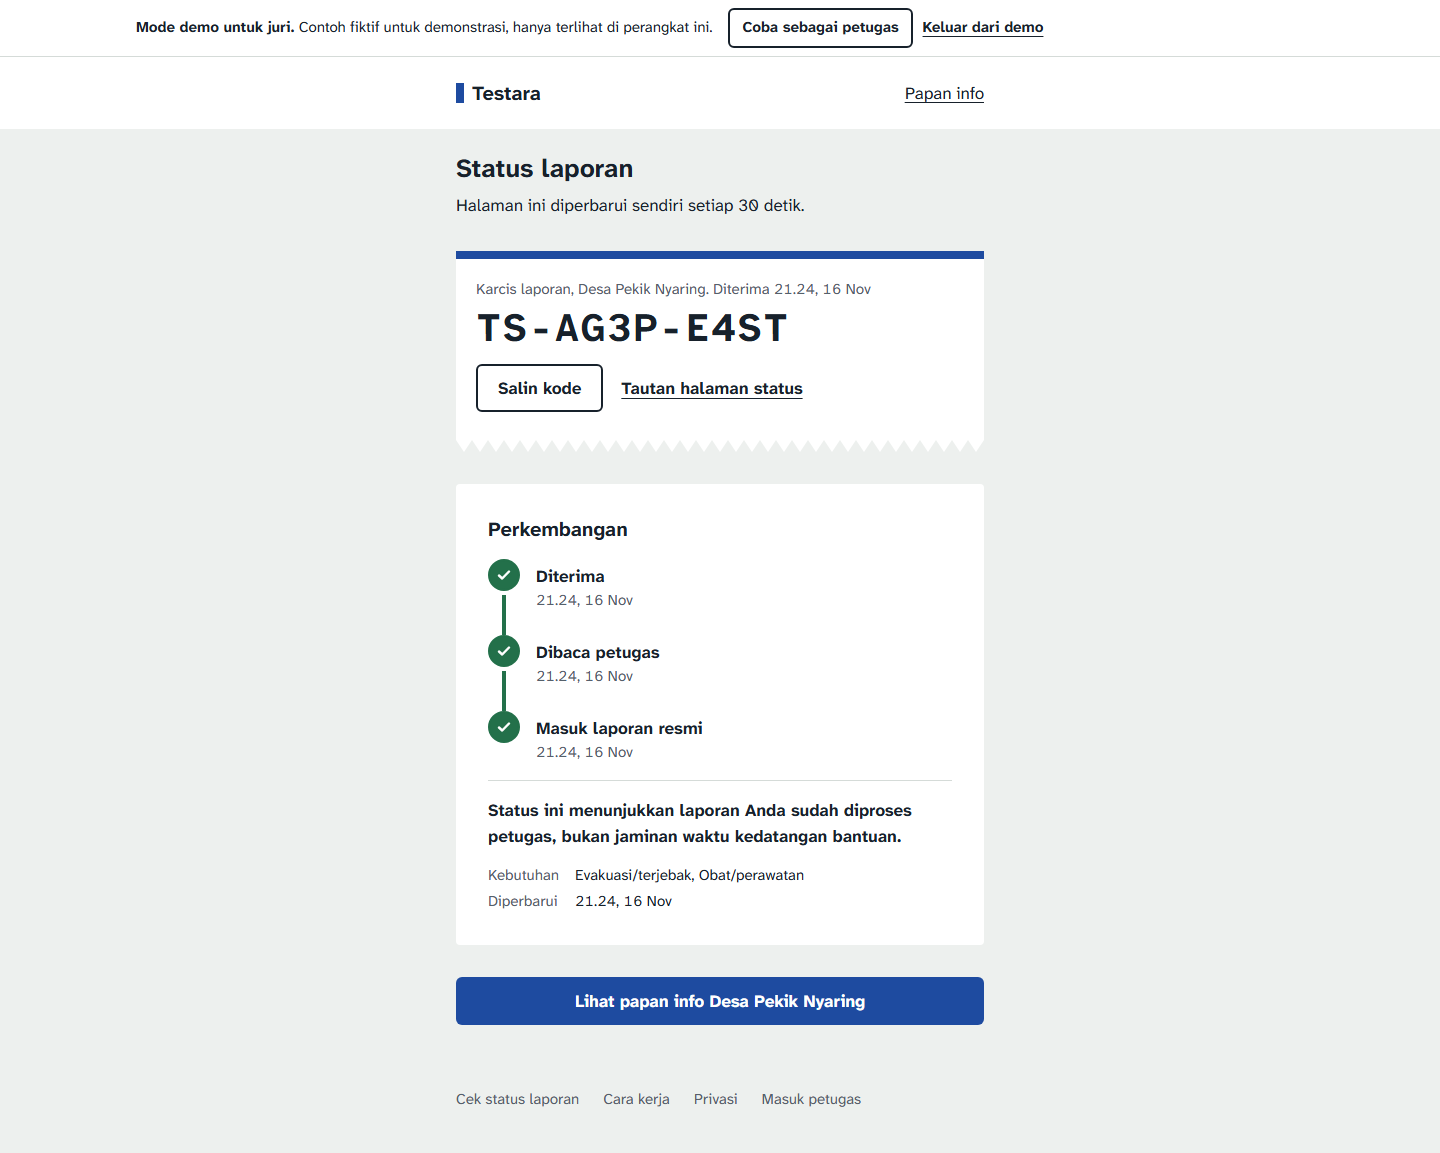 Mode demo untuk juri. Contoh fiktif untuk demonstrasi, hanya terlihat di perangkat ini. Coba sebagai petugas Keluar dari demo
Testara Papan info
Status laporan
Halaman ini diperbarui sendiri setiap 30 detik.
Karcis laporan, Desa Pekik Nyaring. Diterima 21.24, 16 Nov
TS-AG3P-E4ST
Salin kode Tautan halaman status
Perkembangan
Diterima
21.24, 16 Nov
Dibaca petugas
21.24, 16 Nov
Masuk laporan resmi
21.24, 16 Nov
Status ini menunjukkan laporan Anda sudah diproses
petugas, bukan jaminan waktu kedatangan bantuan.
Kebutuhan Evakuasi/terjebak, Obat/perawatan
Diperbarui 21.24, 16 Nov
Lihat papan info Desa Pekik Nyaring
Cek status laporan Cara kerja Privasi Masuk petugas